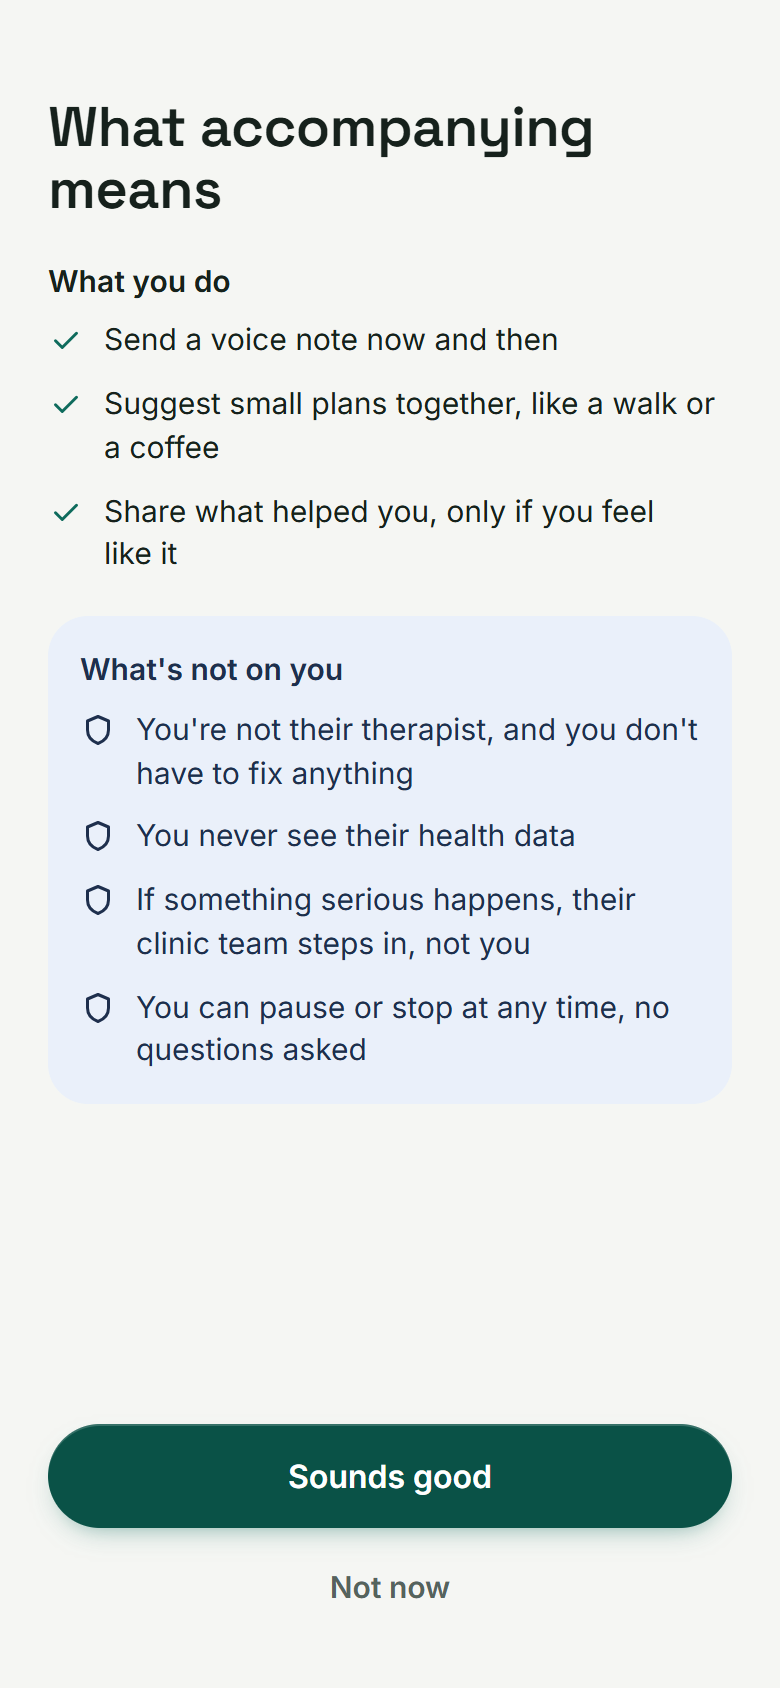 What accompanying
means
What you do
Send a voice note now and then
Suggest small plans together, like a walk or
a coffee
Share what helped you, only if you feel
like it
What's not on you
You're not their therapist, and you don't
have to fix anything
You never see their health data
If something serious happens, their
clinic team steps in, not you
You can pause or stop at any time, no
questions asked
Sounds good
Not now